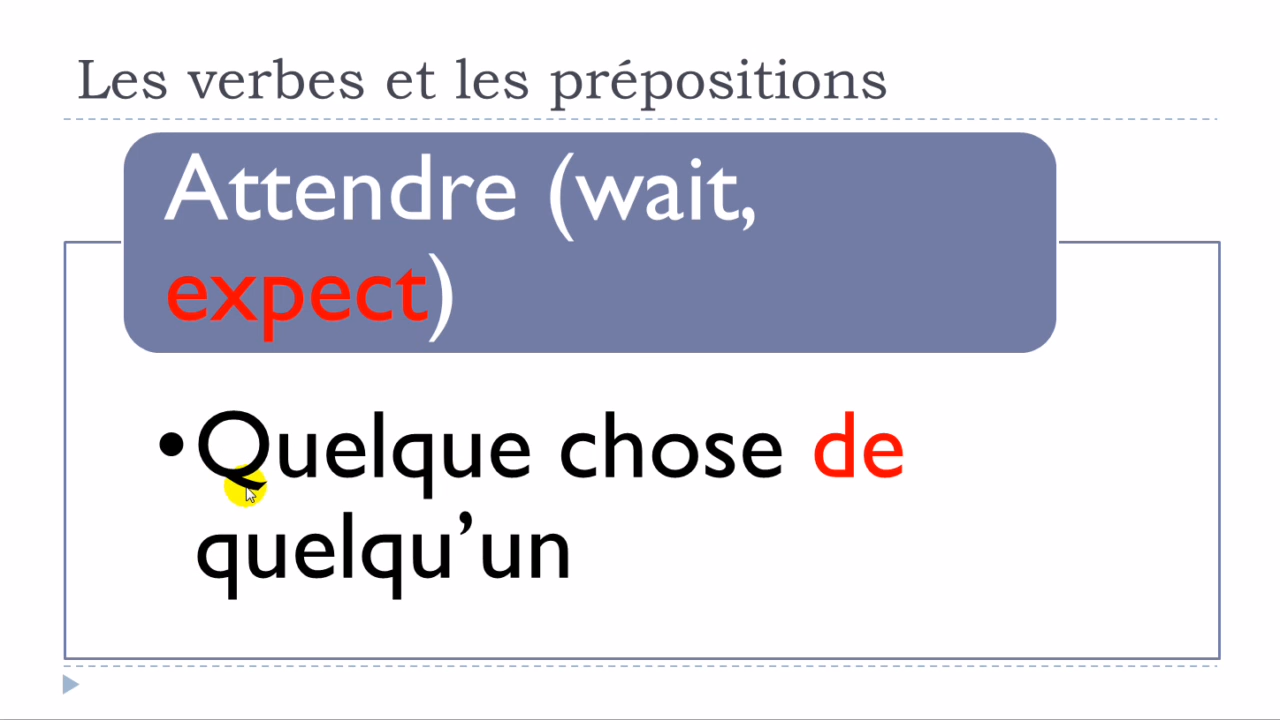 Les verbes et les prépositions
Attendre (wait,
expect)
•Quelque chose de
quelqu’un